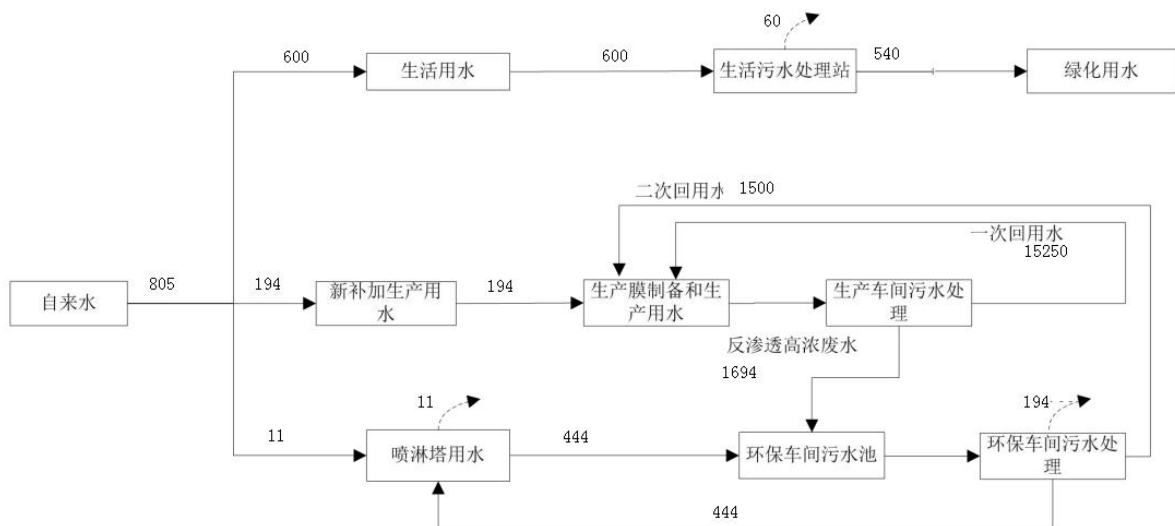 60
600
生活用水
600
生活污水处理站
540
绿化用水
二次回用水
1500
一次回用水
15250
自来水
805
194
新补加生产用
水
194
生产膜制备和生
产用水
生产车间污水处
理
反渗透高浓废水
1694
11
194
11
喷淋塔用水
444
环保车间污水池
环保车间污水处
理
444